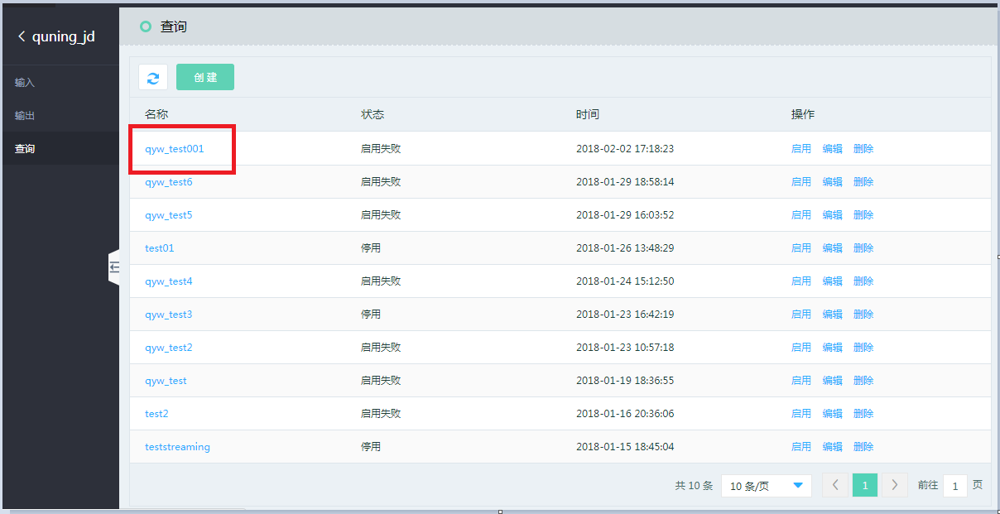 quning_jd
查询
输入
输出
查询
创建
名称 状态 时间 操作
qyw_test001 启用失败 2018-02-02 17:18:23 启用 编辑 删除
qyw_test6 启用失败 2018-01-29 18:58:14 启用 编辑 删除
qyw_test5 启用失败 2018-01-29 16:03:52 启用 编辑 删除
test01 停用 2018-01-26 13:48:29 启用 编辑 删除
qyw_test4 启用失败 2018-01-24 15:12:50 启用 编辑 删除
qyw_test3 停用 2018-01-23 16:42:19 启用 编辑 删除
qyw_test2 启用失败 2018-01-23 10:57:18 启用 编辑 删除
qyw_test 启用失败 2018-01-19 18:36:55 启用 编辑 删除
test2 启用失败 2018-01-16 20:36:06 启用 编辑 删除
teststreaming 停用 2018-01-15 18:45:04 启用 编辑 删除
共 10 条 10 条/页 1 前往 1 页